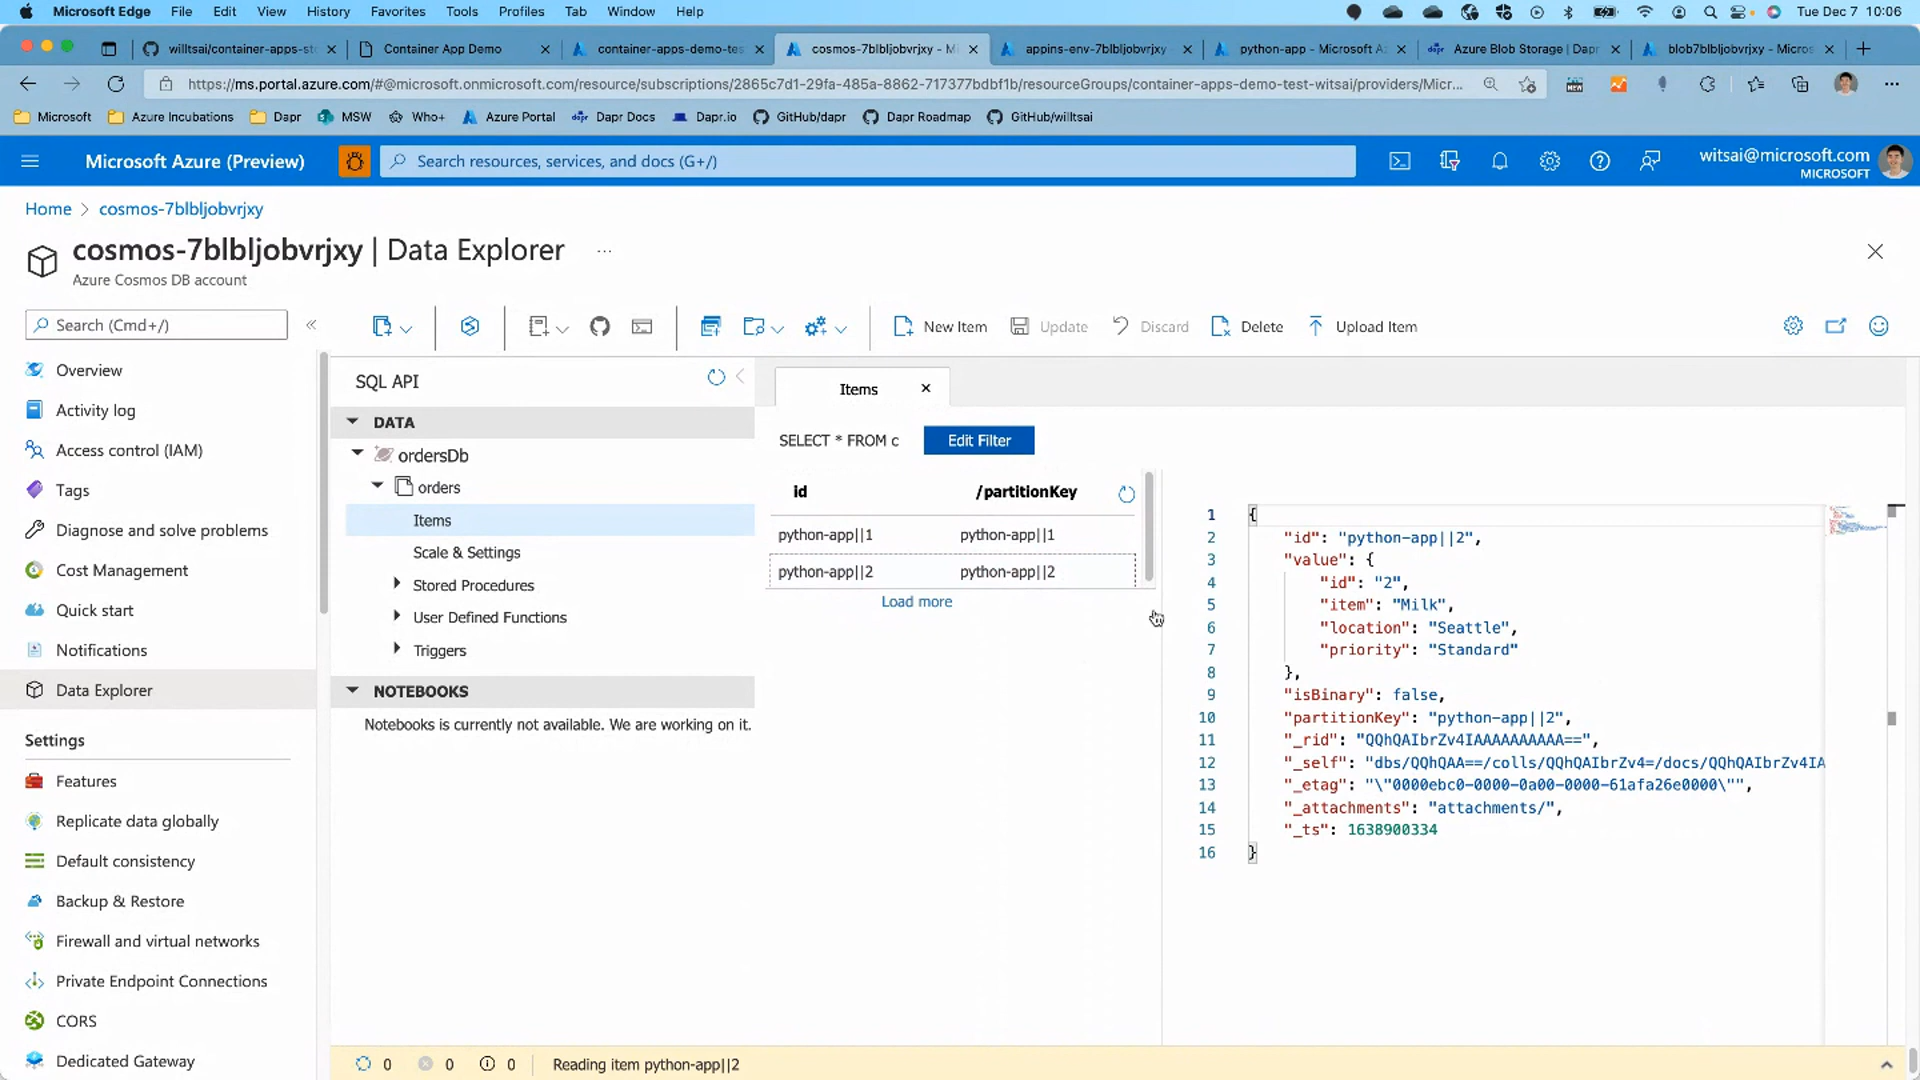 Microsoft Edge File Edit View History Favorites Tools Profiles Tab Window Help Tue Dec 7 10:06
willtsai/container-apps-sto Container App Demo container-apps-demo-tes cosmos-7blbljobvrjxy - Mi appins-env-7blbljobvrjxy python-app - Microsoft Az Azure Blob Storage | Dapr blob7blbljobvrjxy - Micros
https://ms.portal.azure.com/#@microsoft.onmicrosoft.com/resource/subscriptions/2865c7d1-29fa-485a-8862-717377bdbf1b/resourceGroups/container-apps-demo-test-witsai/providers/Micr...
Microsoft Azure Incubations Dapr MSW Who+ Azure Portal Dapr Docs Dapr.io GitHub/dapr Dapr Roadmap GitHub/willtsai
Microsoft Azure (Preview) Search resources, services, and docs (G+/) witsai@microsoft.com
MICROSOFT
Home > cosmos-7blbljobvrjxy
cosmos-7blbljobvrjxy | Data Explorer ...
Azure Cosmos DB account
Search (Cmd+/)
New Item Update Discard Delete Upload Item
Overview
Activity log
Access control (IAM)
Tags
Diagnose and solve problems
Cost Management
Quick start
Notifications
Data Explorer
Settings
Features
Replicate data globally
Default consistency
Backup & Restore
Firewall and virtual networks
Private Endpoint Connections
CORS
Dedicated Gateway
SQL API
DATA
ordersDb
orders
Items
Scale & Settings
Stored Procedures
User Defined Functions
Triggers
NOTEBOOKS
Notebooks is currently not available. We are working on it.
Items
SELECT * FROM c Edit Filter
id /partitionKey
python-app||1 python-app||1
python-app||2 python-app||2
Load more
1 {
2 "id": "python-app||2",
3 "value": {
4 "id": "2",
5 "item": "Milk",
6 "location": "Seattle",
7 "priority": "Standard"
8 },
9 "isBinary": false,
10 "partitionKey": "python-app||2",
11 "_rid": "QQhQAIbrZv4IAAAAAAAAAA==",
12 "_self": "dbs/QQhQAA==/colls/QQhQAIbrZv4=/docs/QQhQAIbrZv4IA
13 "_etag": "\"0000ebc0-0000-0a00-0000-61afa26e0000\"",
14 "_attachments": "attachments/",
15 "_ts": 1638900334
16 }
0 0 0 Reading item python-app||2